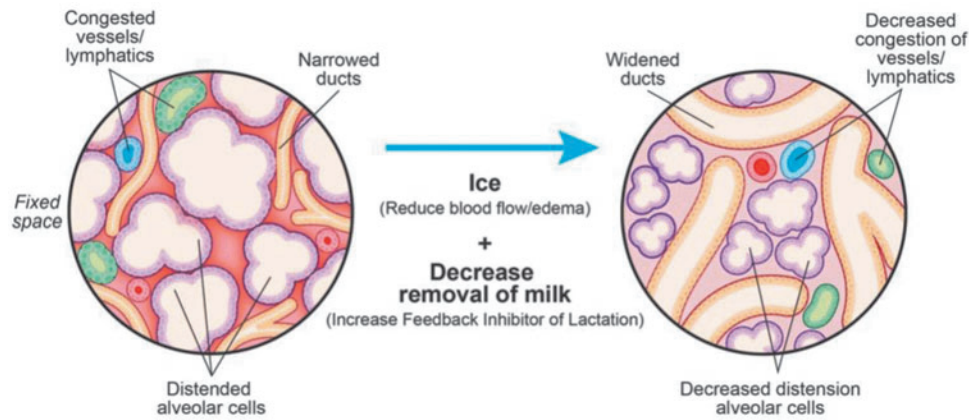 Congested
vessels/
lymphatics
Narrowed
ducts
Fixed
space
Distended
alveolar cells
Ice
(Reduce blood flow/edema)
+
Decrease
removal of milk
(Increase Feedback Inhibitor of Lactation)
Widened
ducts
Decreased
congestion of
vessels/
lymphatics
Decreased distension
alveolar cells